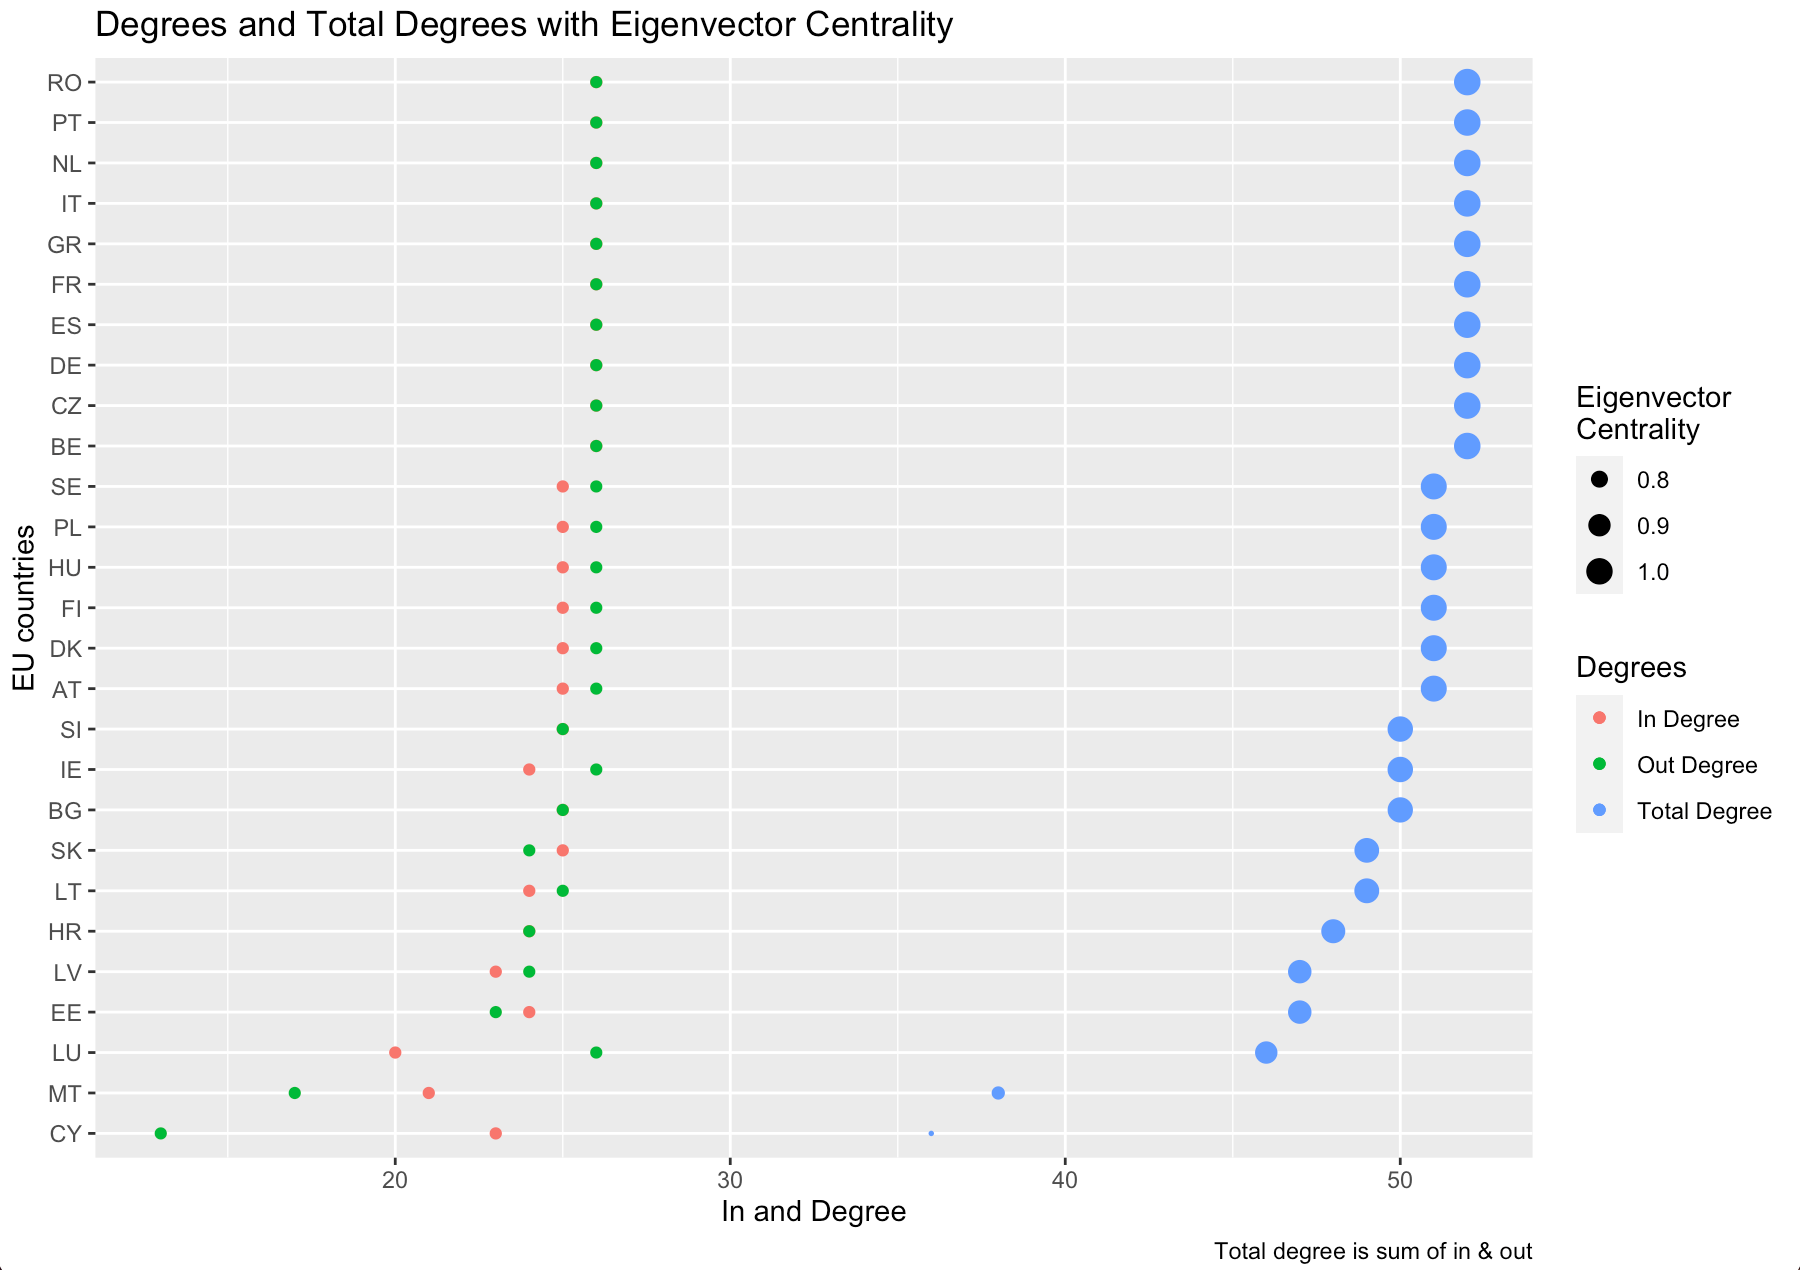 Degrees and Total Degrees with Eigenvector Centrality
EU countries
RO
PT
NL
IT
GR
FR
ES
DE
CZ
BE
SE
PL
HU
FI
DK
AT
SI
IE
BG
SK
LT
HR
LV
EE
LU
MT
CY
20 30 40 50
In and Degree
Total degree is sum of in & out
Eigenvector
Centrality
0.8
0.9
1.0
Degrees
In Degree
Out Degree
Total Degree